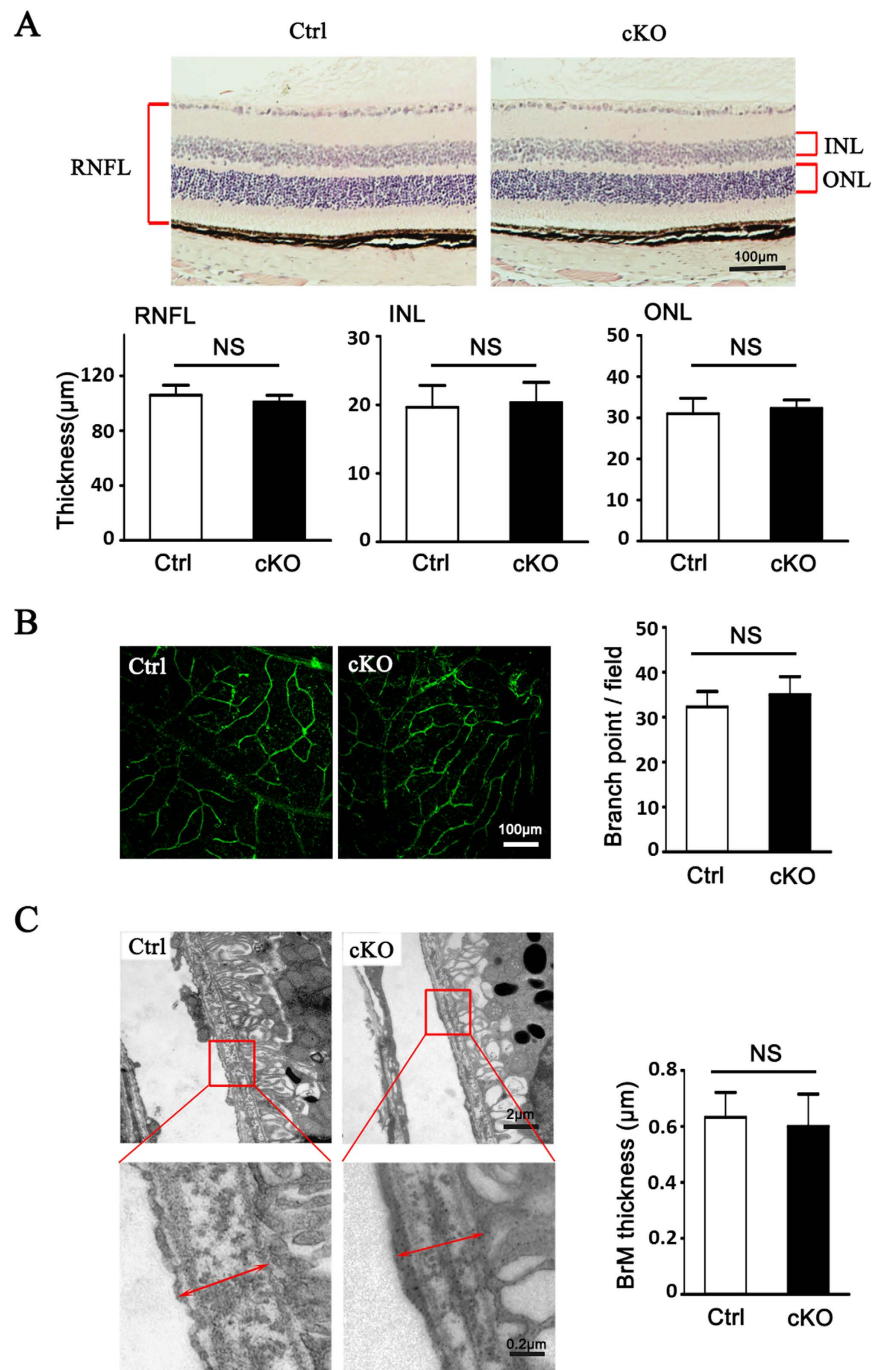 A
Ctrl
cKO
RNFL
INL
ONL
100µm
RNFL
INL
ONL
Thickness(µm)
120
80
40
0
NS
Ctrl
cKO
30
20
10
0
NS
Ctrl
cKO
50
40
30
20
10
0
NS
Ctrl
cKO
B
Ctrl
cKO
100µm
Branch point / field
50
40
30
20
10
0
NS
Ctrl
cKO
C
Ctrl
cKO
2µm
0.2µm
BrM thickness (µm)
0.8
0.6
0.4
0.2
0
NS
Ctrl
cKO